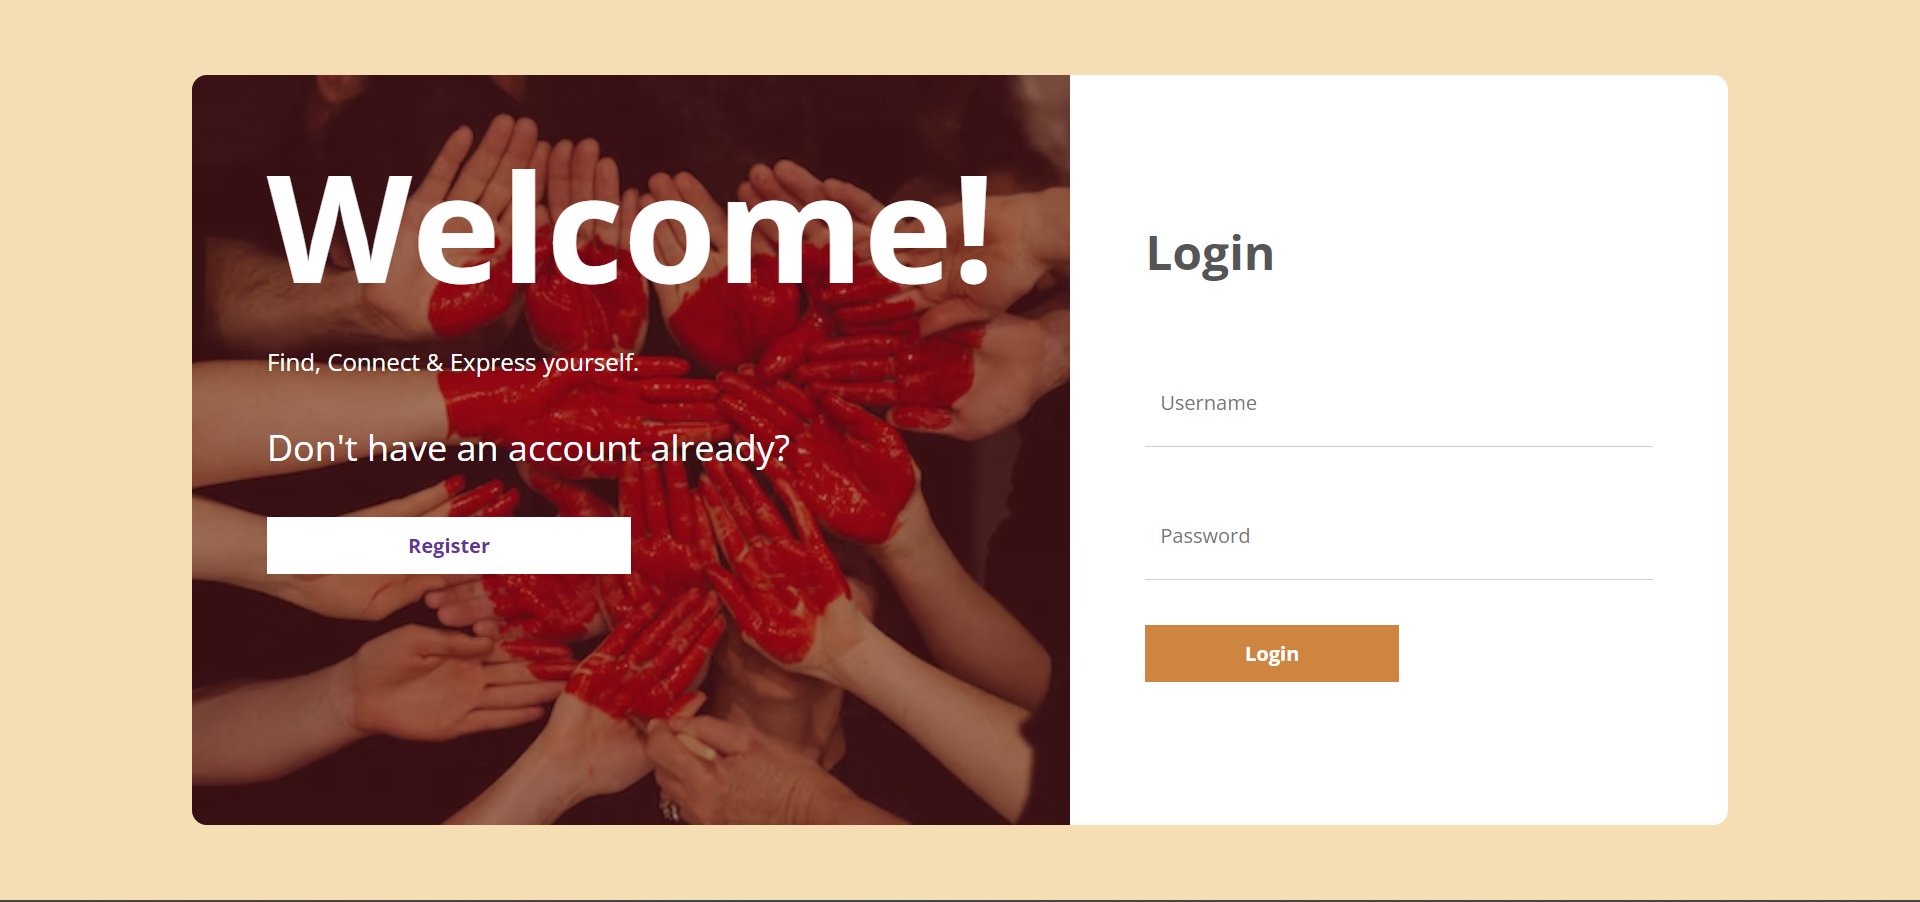 Welcome!
Find, Connect & Express yourself.
Don't have an account already?
Register
Login
Username
Password
Login